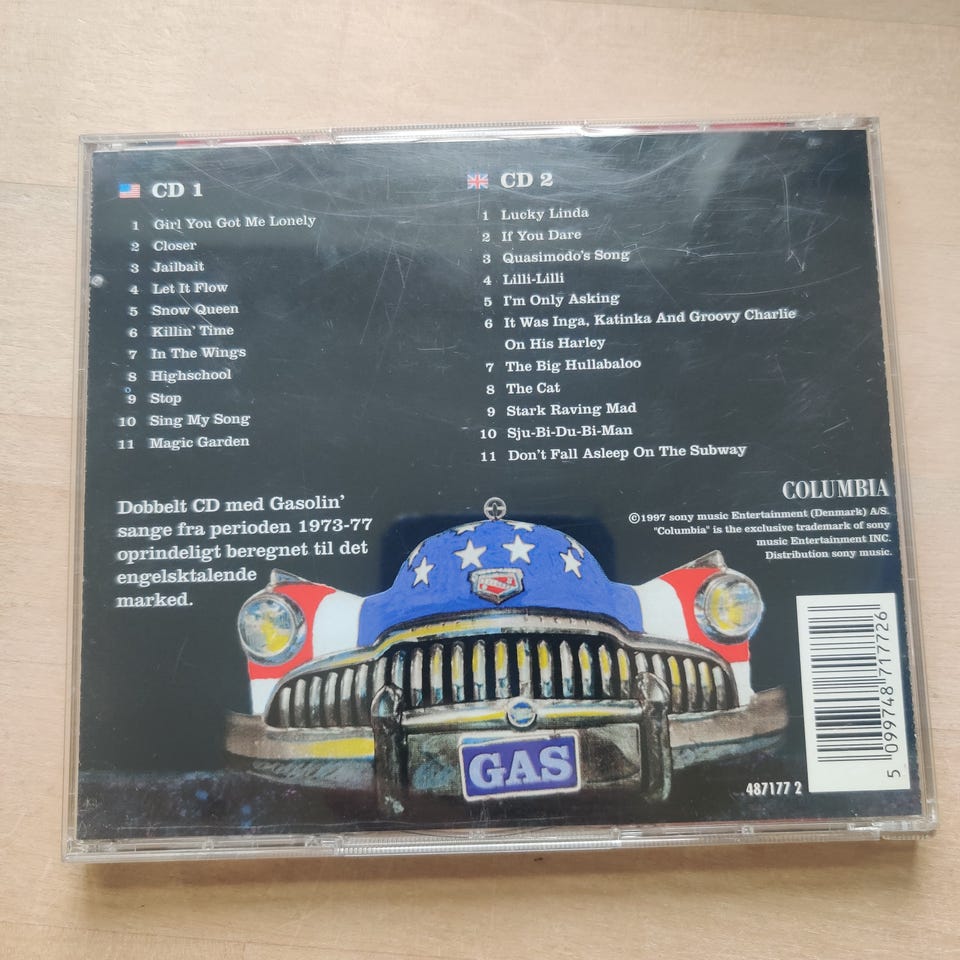 CD 1
1 Girl You Got Me Lonely
2 Closer
3 Jailbait
4 Let It Flow
5 Snow Queen
6 Killin' Time
7 In The Wings
8 Highschool
9 Stop
10 Sing My Song
11 Magic Garden
CD 2
1 Lucky Linda
2 If You Dare
3 Quasimodo's Song
4 Lilli-Lilli
5 I'm Only Asking
6 It Was Inga, Katinka And Groovy Charlie
On His Harley
7 The Big Hullabaloo
8 The Cat
9 Stark Raving Mad
10 Sju-Bi-Du-Bi-Man
11 Don't Fall Asleep On The Subway
Dobbelt CD med Gasolin'
sange fra perioden 1973-77
oprindeligt beregnet til det
engelsktalende
marked.
COLUMBIA
©1997 sony music Entertainment (Denmark) A/S.
"Columbia" is the exclusive trademark of sony
music Entertainment INC.
Distribution sony music.
GAS
487177 2
5 099748 717726